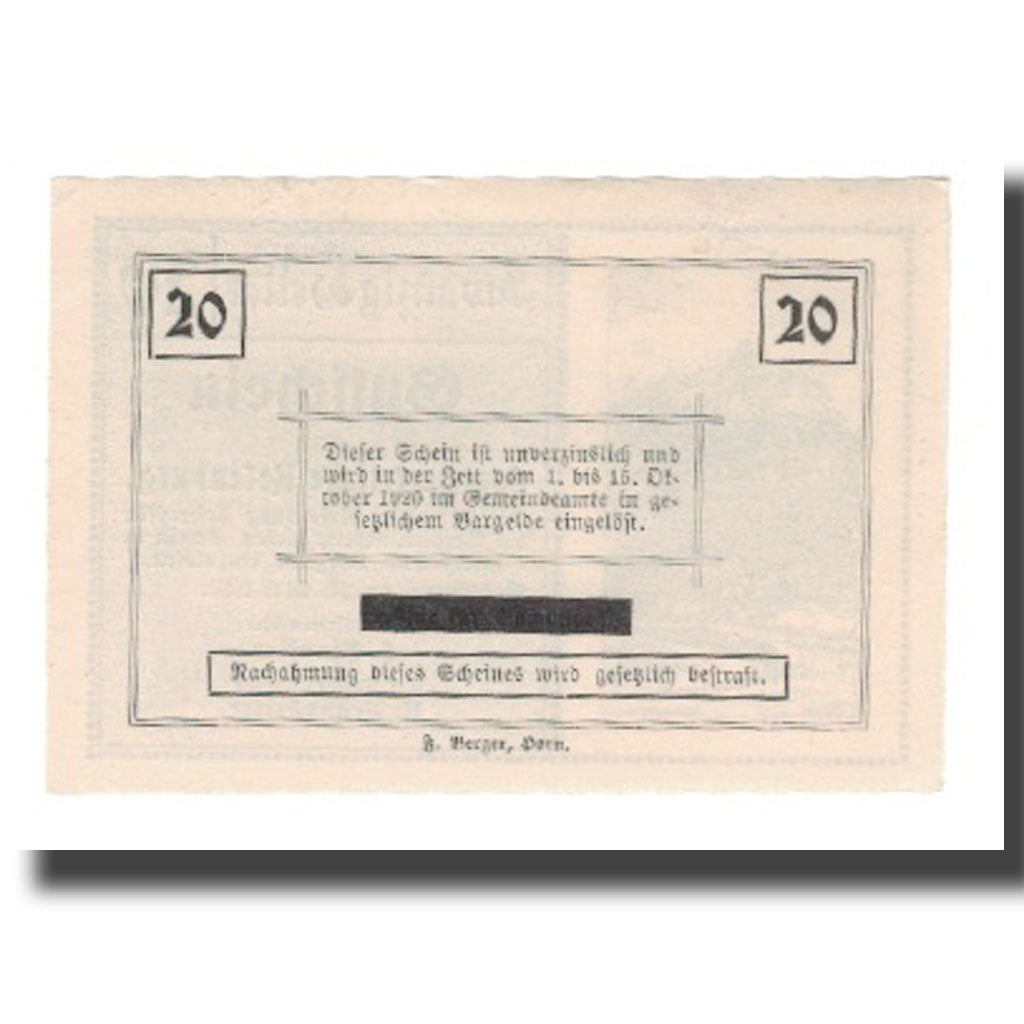 20 20
Dieser Schein ist unverzinslich und
wird in der Zeit vom 1. bis 15. Ok-
tober 1920 im Gemeindeamte in ge-
setzlichem Bargelde eingelöst.
Nachahmung dieses Scheines wird gesetzlich bestraft.
F. Berger, Horn.